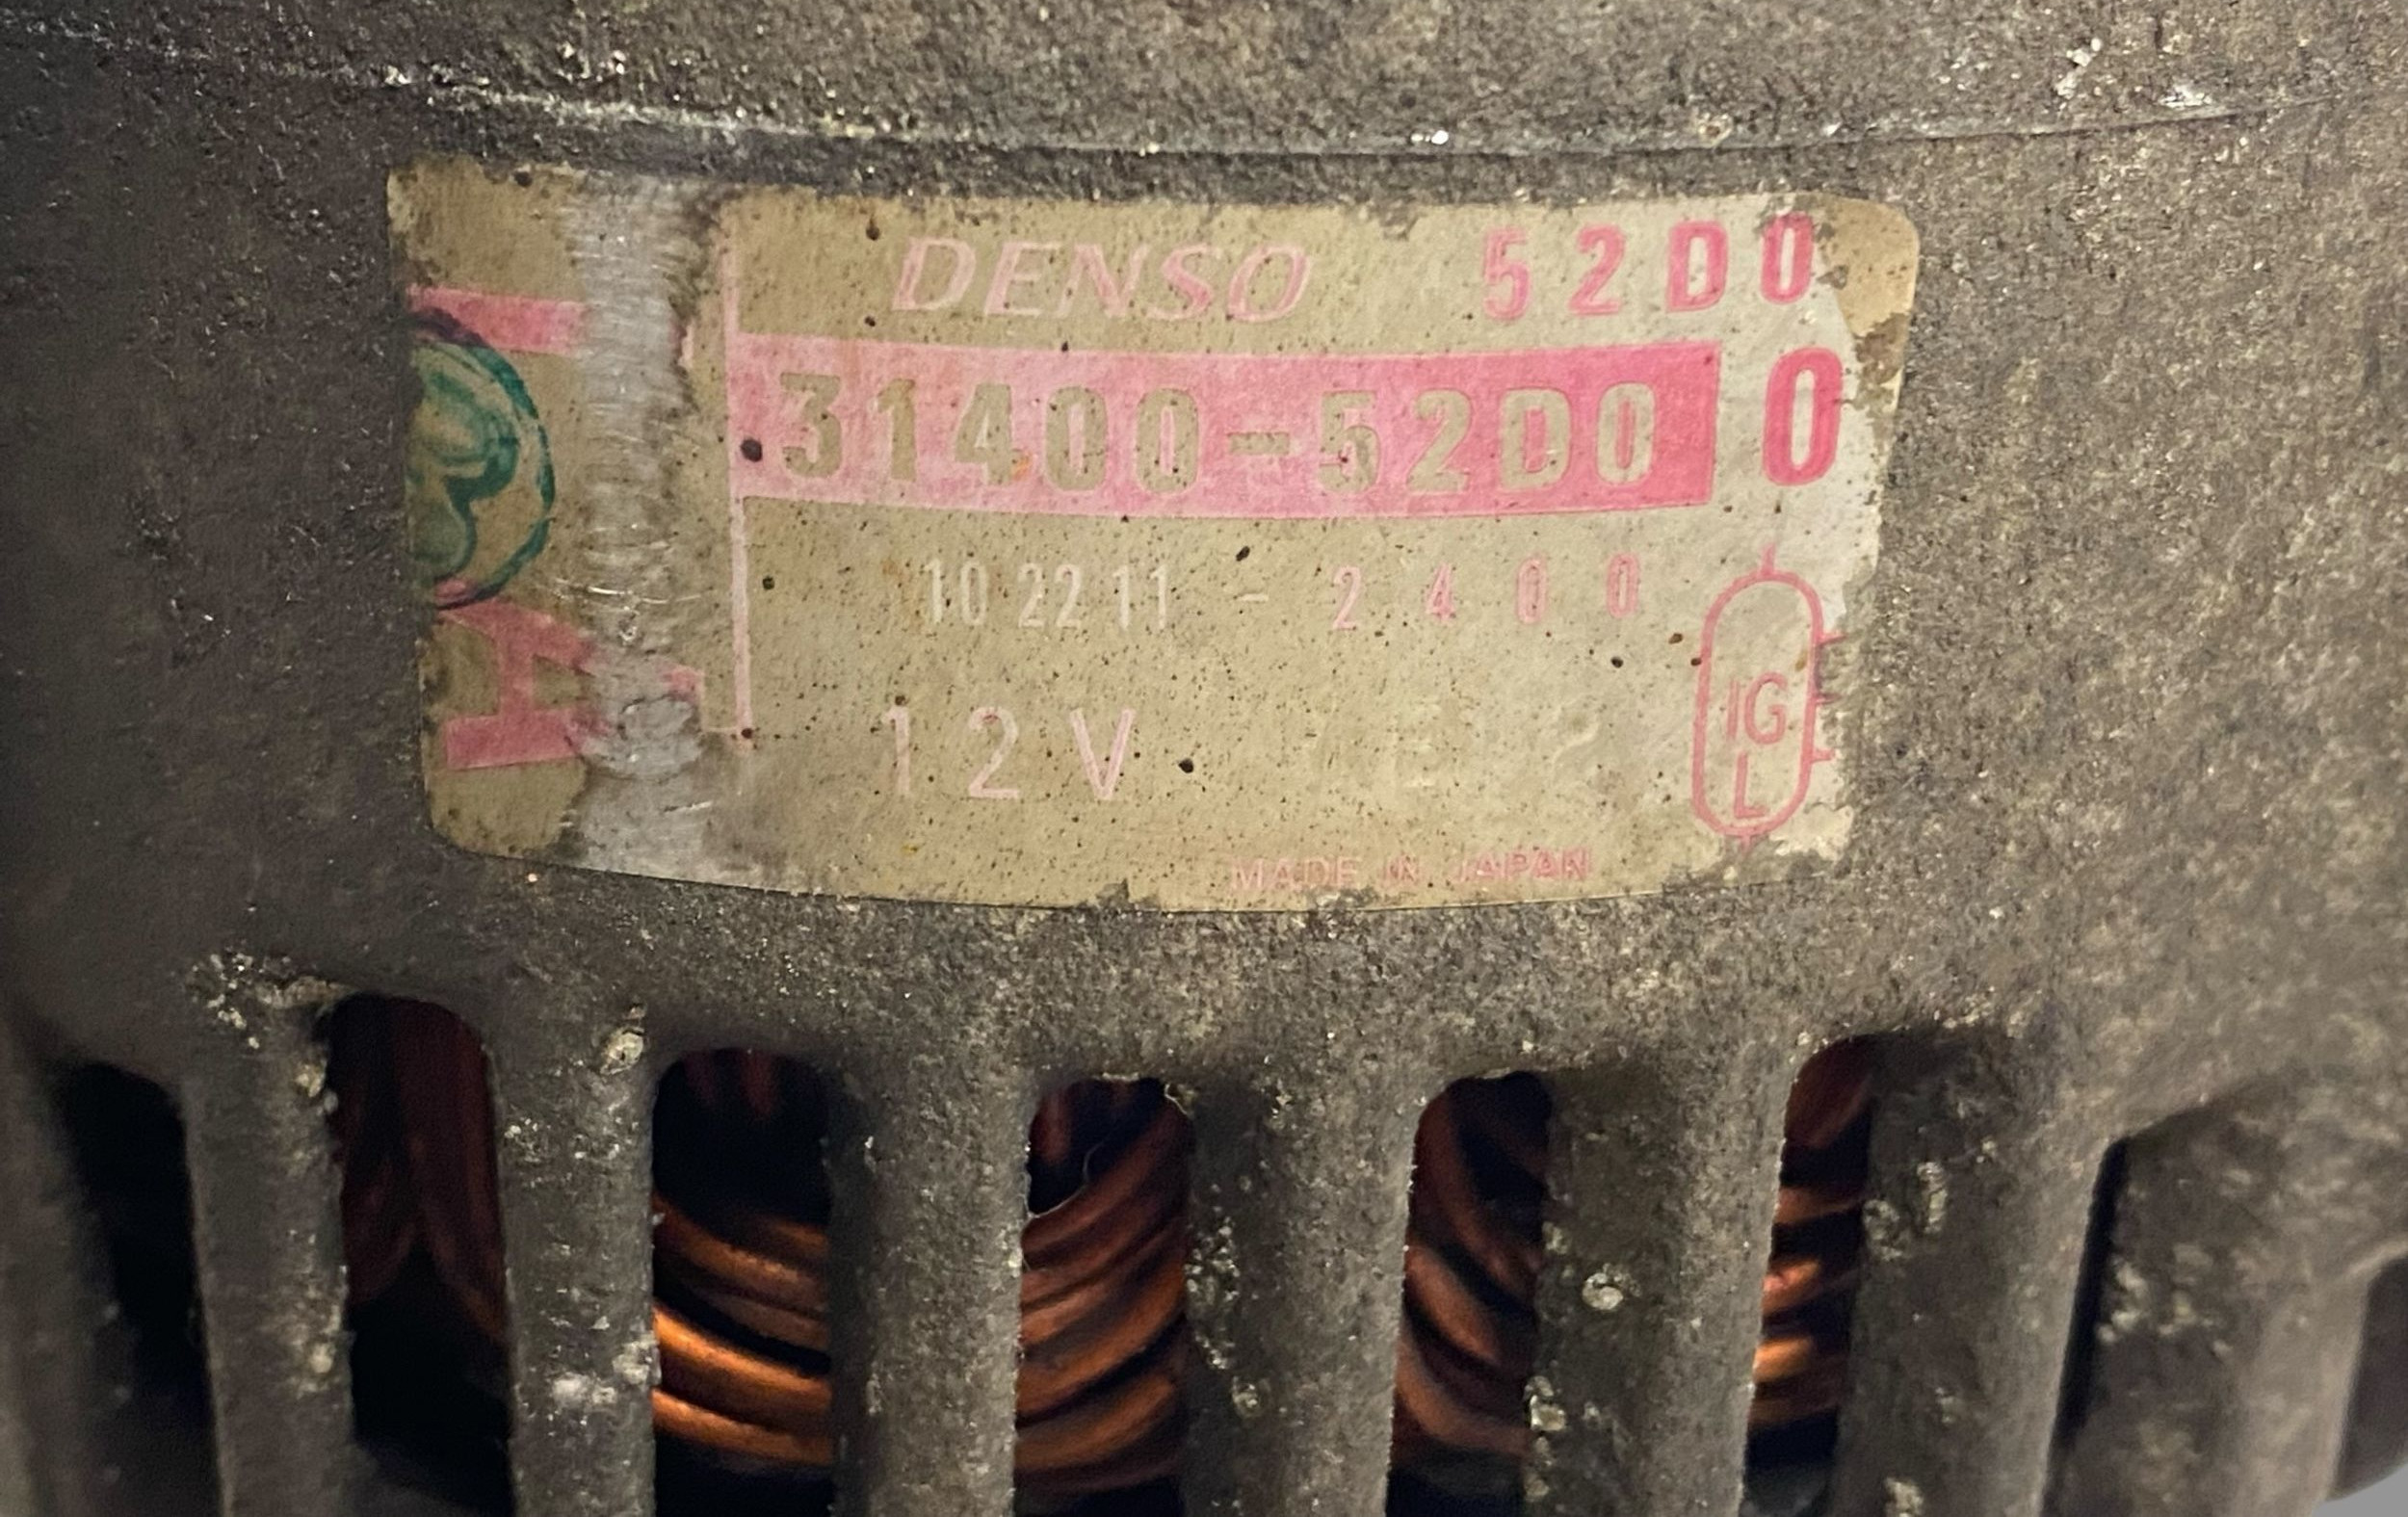 DENSO 52D0
31400-52D0 0
102211-2400
12V
IG
L
MADE IN JAPAN
H